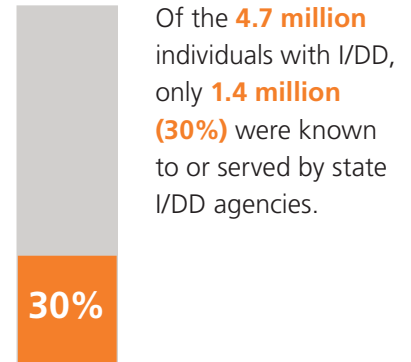 Of the 4.7 million
individuals with I/DD,
only 1.4 million
(30%) were known
to or served by state
I/DD agencies.
30%